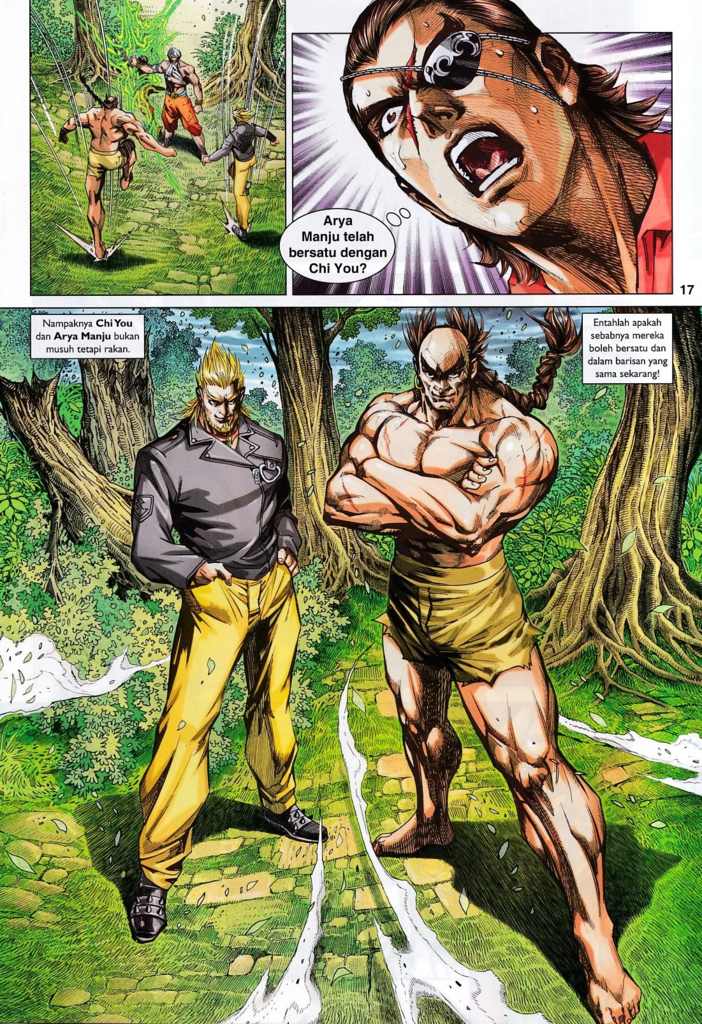 Arya
Manju telah
bersatu dengan
Chi You?
17
Nampaknya Chi You
dan Arya Manju bukan
musuh tetapi rakan.
Entahlah apakah
sebabnya mereka
boleh bersatu dan
dalam barisan yang
sama sekarang!